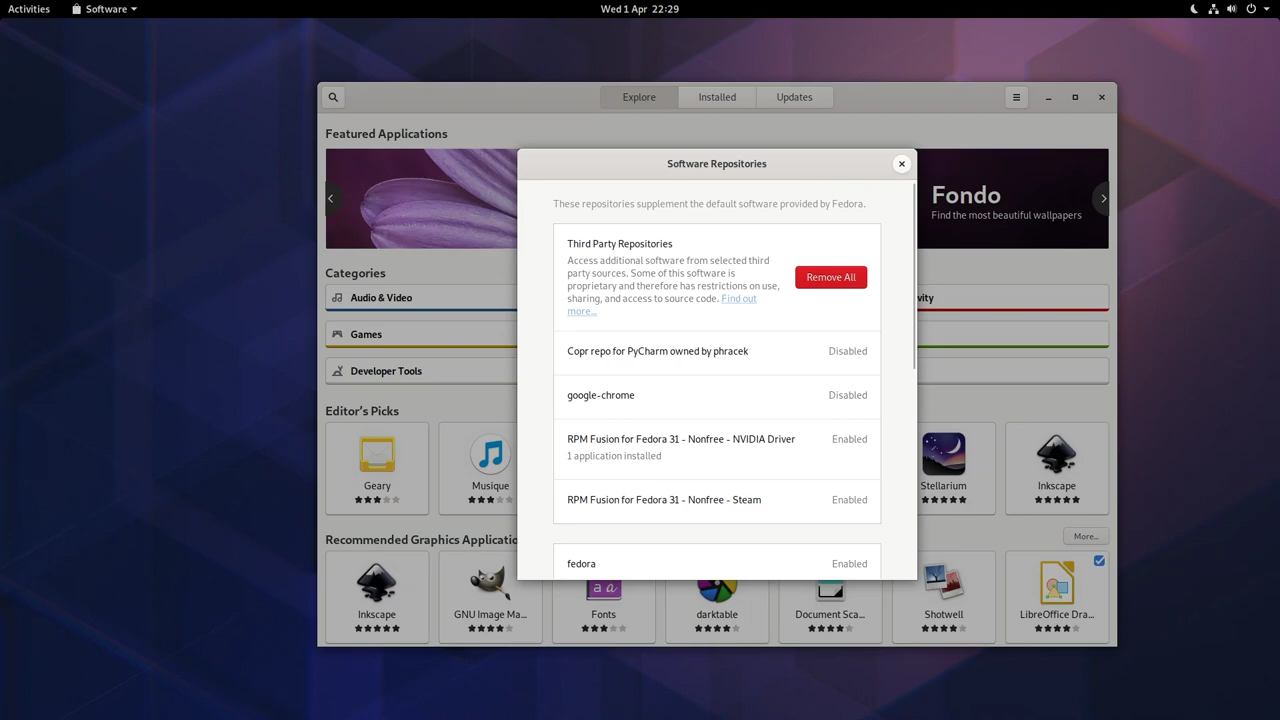 Activities
Software
Wed 1 Apr 22:29
Explore
Installed
Updates
Featured Applications
Fondo
Find the most beautiful wallpapers
Software Repositories
These repositories supplement the default software provided by Fedora.
Third Party Repositories
Access additional software from selected third
party sources. Some of this software is
proprietary and therefore has restrictions on use,
sharing, and access to source code. Find out
more…
Remove All
Copr repo for PyCharm owned by phracek
Disabled
google-chrome
Disabled
RPM Fusion for Fedora 31 - Nonfree - NVIDIA Driver
Enabled
1 application installed
RPM Fusion for Fedora 31 - Nonfree - Steam
Enabled
fedora
Enabled
Categories
Audio & Video
vity
Games
Developer Tools
Editor's Picks
Geary
Musique
Stellarium
Inkscape
Recommended Graphics Applicatio
More…
Inkscape
GNU Image Ma…
Fonts
darktable
Document Sca…
Shotwell
LibreOffice Dra…